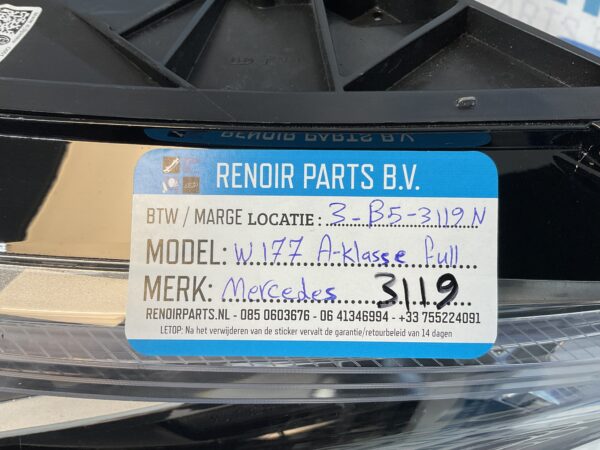 RENOIR PARTS B.V.
BTW / MARGE LOCATIE: 3-B5-3119N
MODEL: W177 A-klasse full
MERK: Mercedes 3119
RENOIRPARTS.NL - 085 0603676 - 06 41346994 - +33 755224091
LETOP: Na het verwijderen van de sticker vervalt de garantie/retourbeleid van 14 dagen